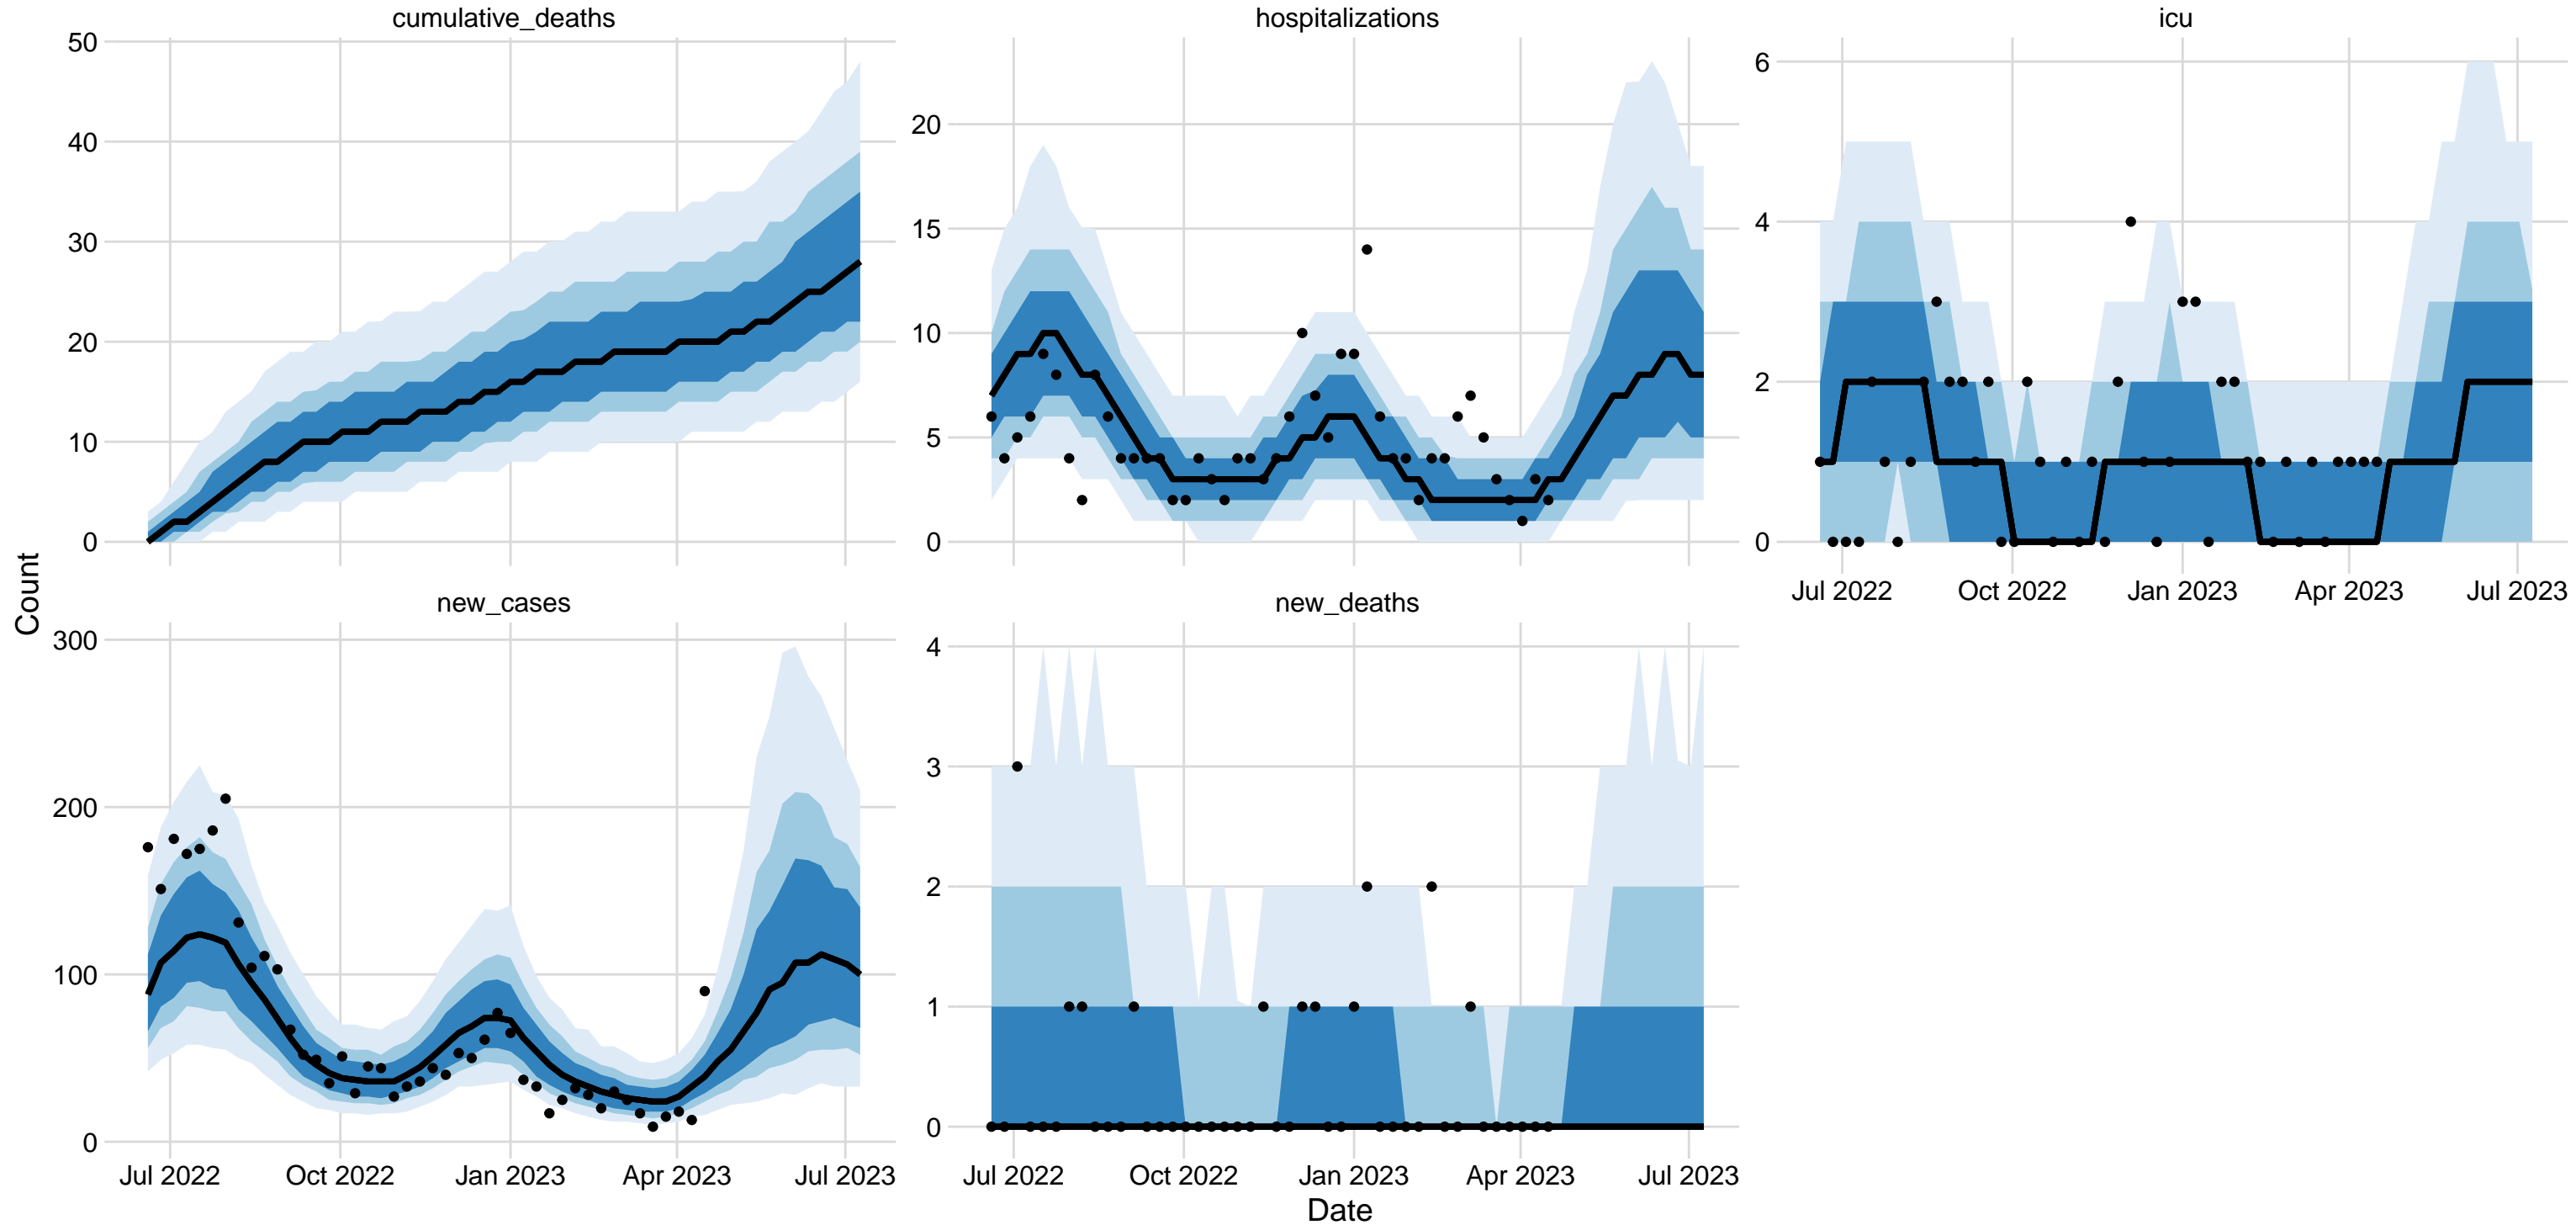 cumulative_deaths
hospitalizations
icu
50
40
30
20
10
0
20
15
10
5
0
6
4
2
0
Jul 2022
Oct 2022
Jan 2023
Apr 2023
Jul 2023
Count
new_cases
new_deaths
300
200
100
0
4
3
2
1
0
Jul 2022
Oct 2022
Jan 2023
Apr 2023
Jul 2023
Jul 2022
Oct 2022
Jan 2023
Apr 2023
Jul 2023
Date